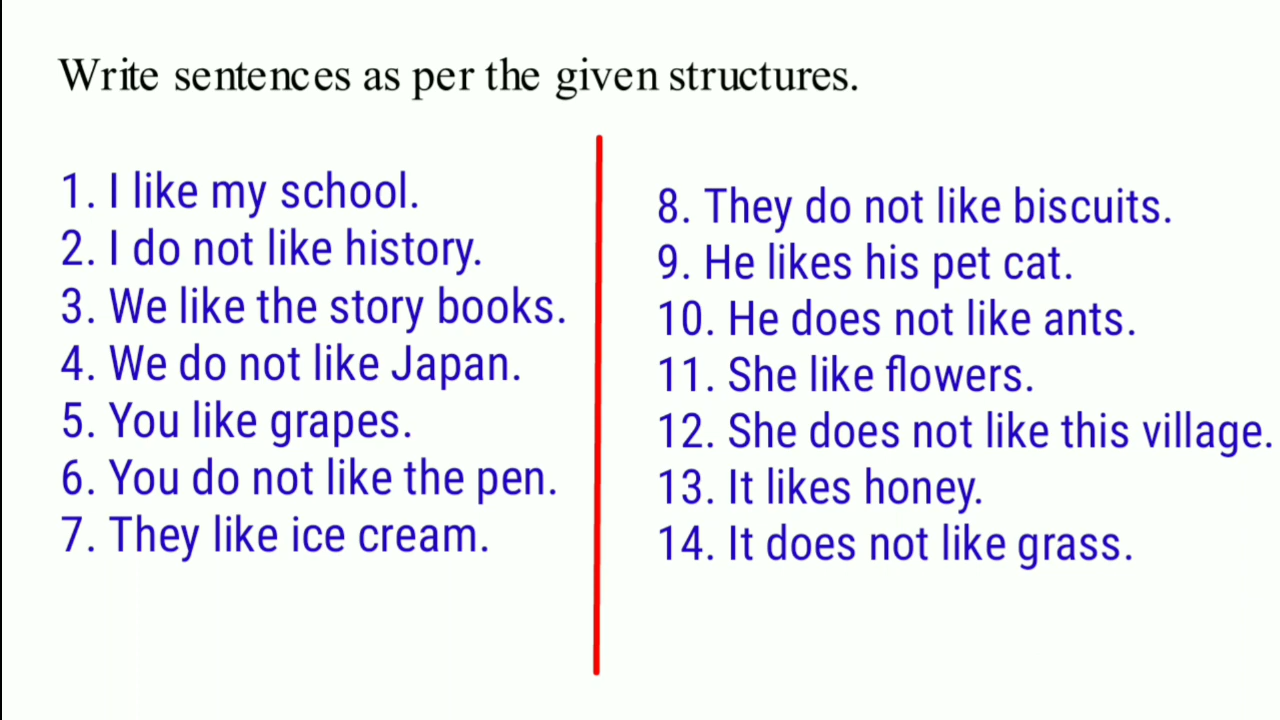 Write sentences as per the given structures.
1. I like my school.
2. I do not like history.
3. We like the story books.
4. We do not like Japan.
5. You like grapes.
6. You do not like the pen.
7. They like ice cream.
8. They do not like biscuits.
9. He likes his pet cat.
10. He does not like ants.
11. She like flowers.
12. She does not like this village.
13. It likes honey.
14. It does not like grass.